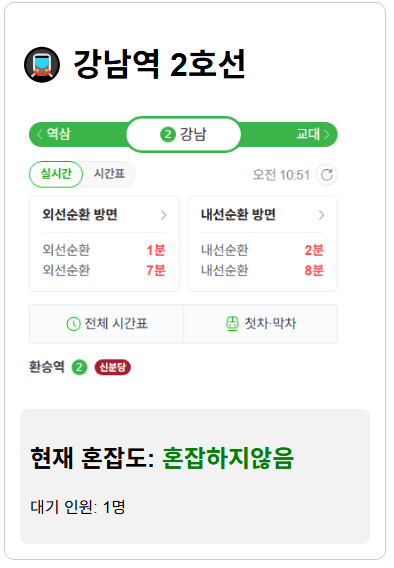 강남역 2호선
역삼 2 강남 교대
실시간 시간표 오전 10:51
외선순환 방면
외선순환 1분
외선순환 7분
내선순환 방면
내선순환 2분
내선순환 8분
전체 시간표 첫차·막차
환승역 2 신분당
현재 혼잡도: 혼잡하지않음
대기 인원: 1명